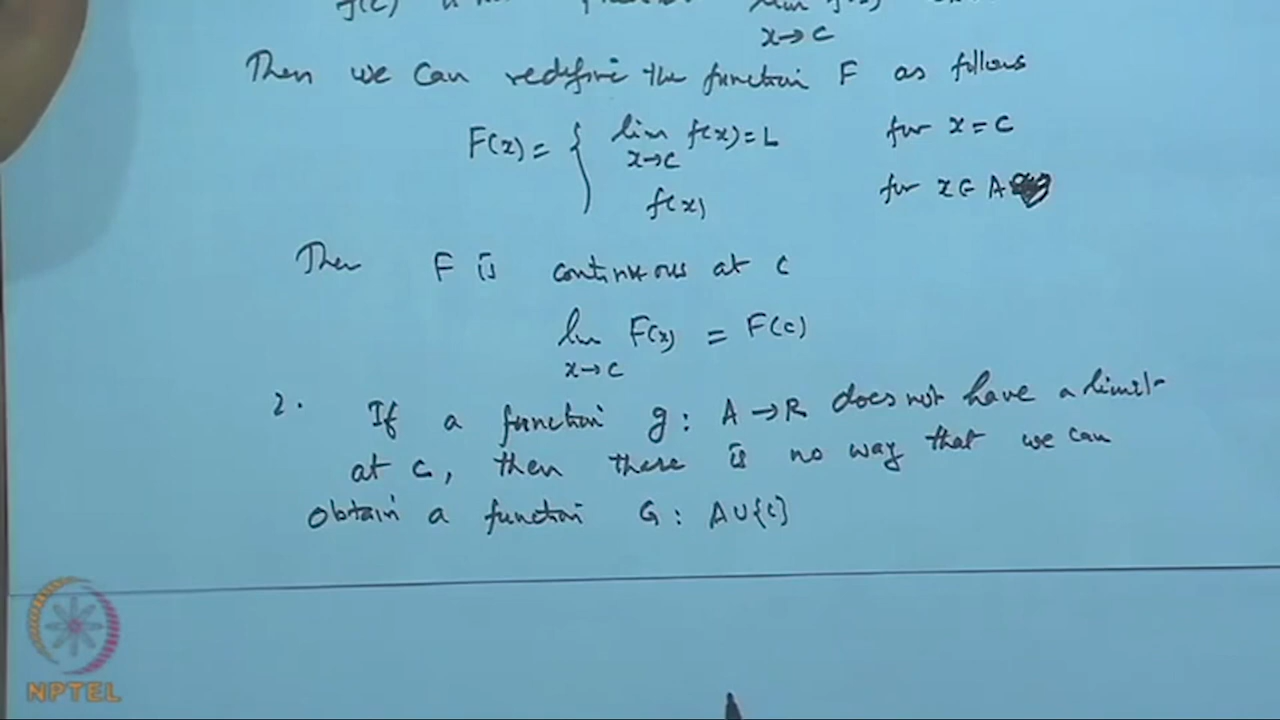 f(c)
x→c
Then we can redefine the function F as follows
F(x) = { lim x→c f(x) = L for x = c
f(x) for x ∈ A
Then F is continuous at c
lim x→c F(x) = F(c)
2. If a function g : A → R does not have a limit
at c, then there is no way that we can
obtain a function G : A∪{c}
NPTEL